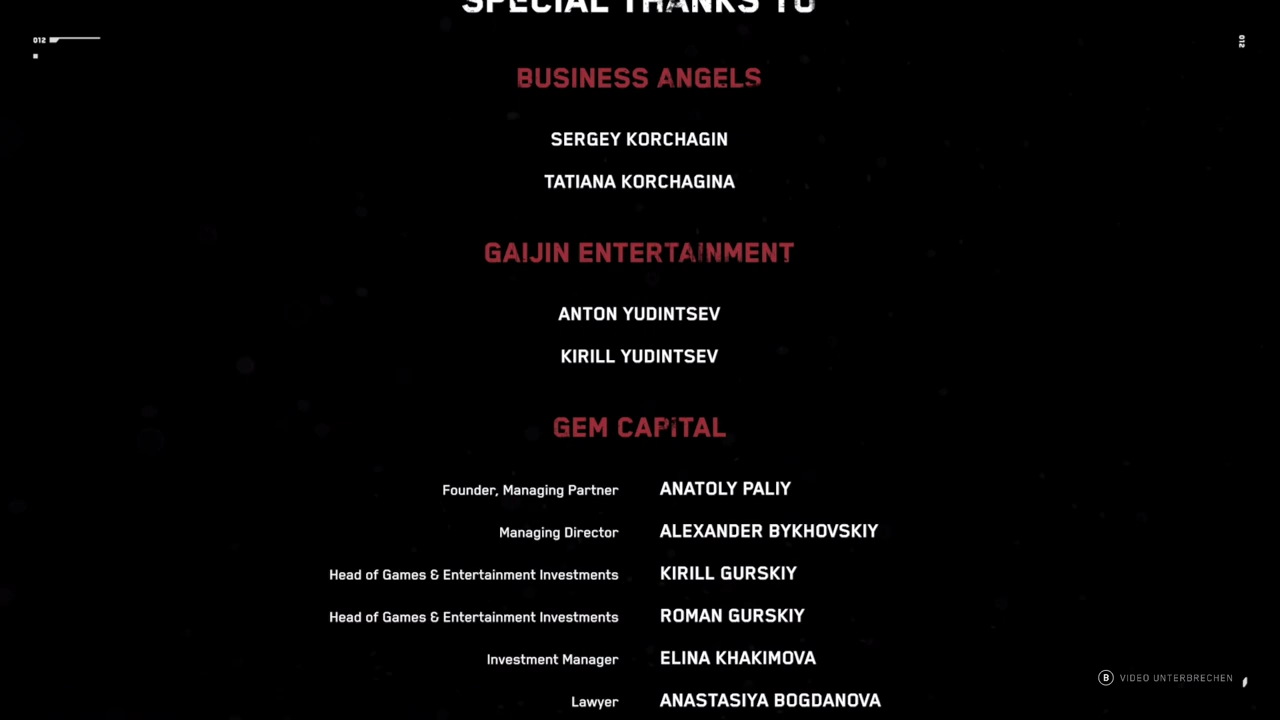 SPECIAL THANKS TO
012
012
BUSINESS ANGELS
SERGEY KORCHAGIN
TATIANA KORCHAGINA
GAIJIN ENTERTAINMENT
ANTON YUDINTSEV
KIRILL YUDINTSEV
GEM CAPITAL
Founder, Managing Partner ANATOLY PALIY
Managing Director ALEXANDER BYKHOVSKIY
Head of Games & Entertainment Investments KIRILL GURSKIY
Head of Games & Entertainment Investments ROMAN GURSKIY
Investment Manager ELINA KHAKIMOVA
B VIDEO UNTERBRECHEN
Lawyer ANASTASIYA BOGDANOVA